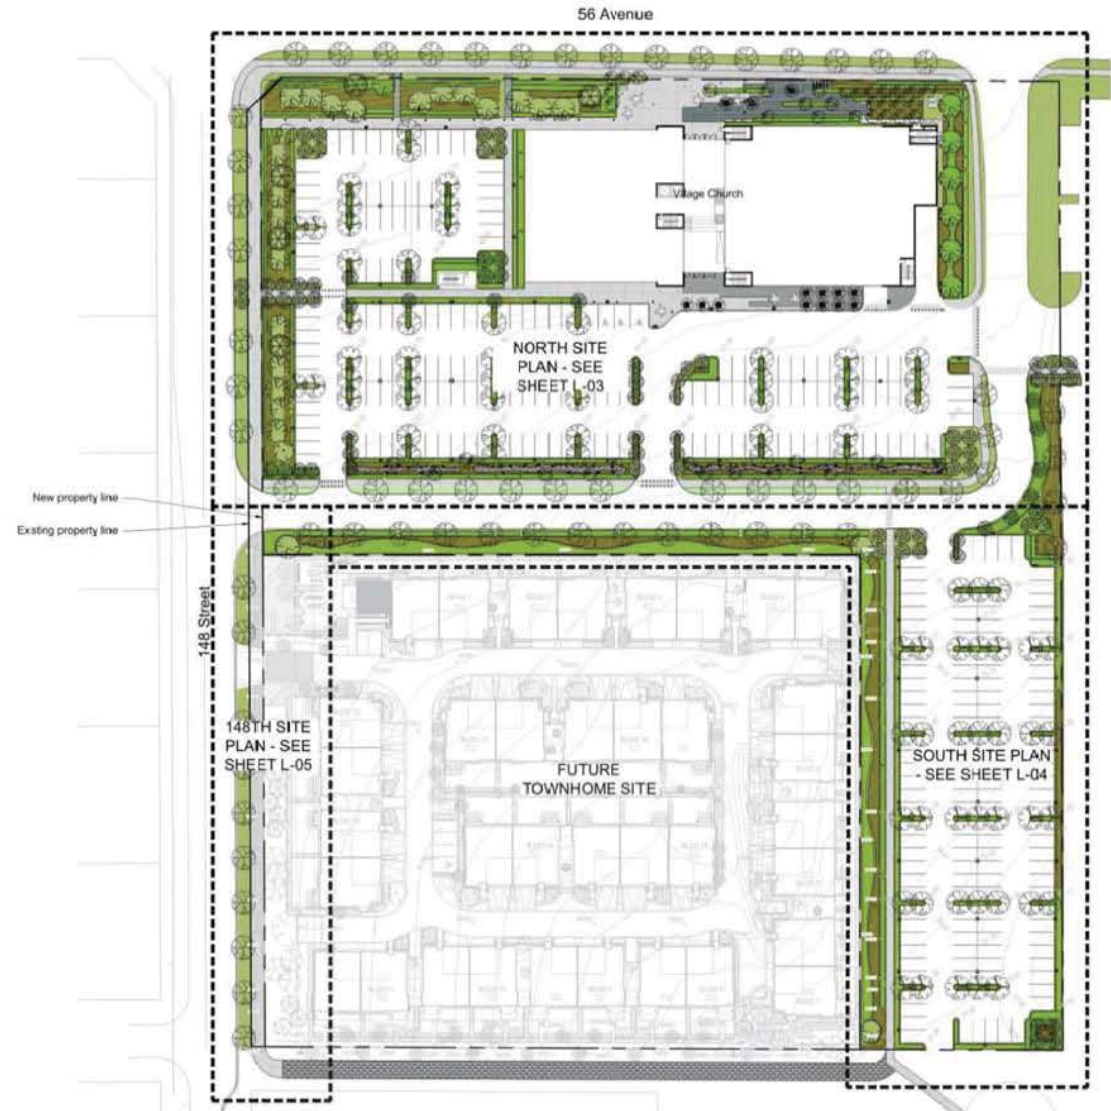 56 Avenue
Village Church
NORTH SITE
PLAN - SEE
SHEET L-03
New property line
Existing property line
148 Street
148TH SITE
PLAN - SEE
SHEET L-05
FUTURE
TOWNHOME SITE
SOUTH SITE PLAN
- SEE SHEET L-04